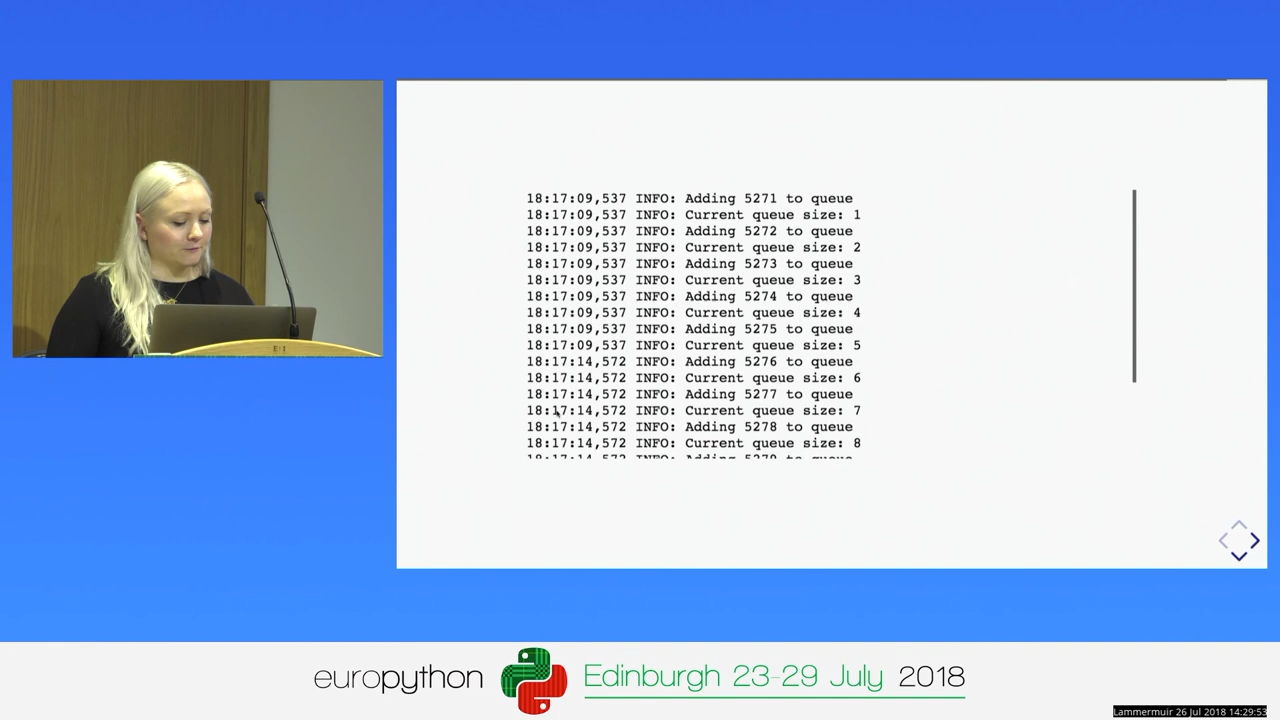 18:17:09,537 INFO: Adding 5271 to queue
18:17:09,537 INFO: Current queue size: 1
18:17:09,537 INFO: Adding 5272 to queue
18:17:09,537 INFO: Current queue size: 2
18:17:09,537 INFO: Adding 5273 to queue
18:17:09,537 INFO: Current queue size: 3
18:17:09,537 INFO: Adding 5274 to queue
18:17:09,537 INFO: Current queue size: 4
18:17:09,537 INFO: Adding 5275 to queue
18:17:09,537 INFO: Current queue size: 5
18:17:14,572 INFO: Adding 5276 to queue
18:17:14,572 INFO: Current queue size: 6
18:17:14,572 INFO: Adding 5277 to queue
18:17:14,572 INFO: Current queue size: 7
18:17:14,572 INFO: Adding 5278 to queue
18:17:14,572 INFO: Current queue size: 8
europython Edinburgh 23-29 July 2018
Lammermuir 26 Jul 2018 14:29:53